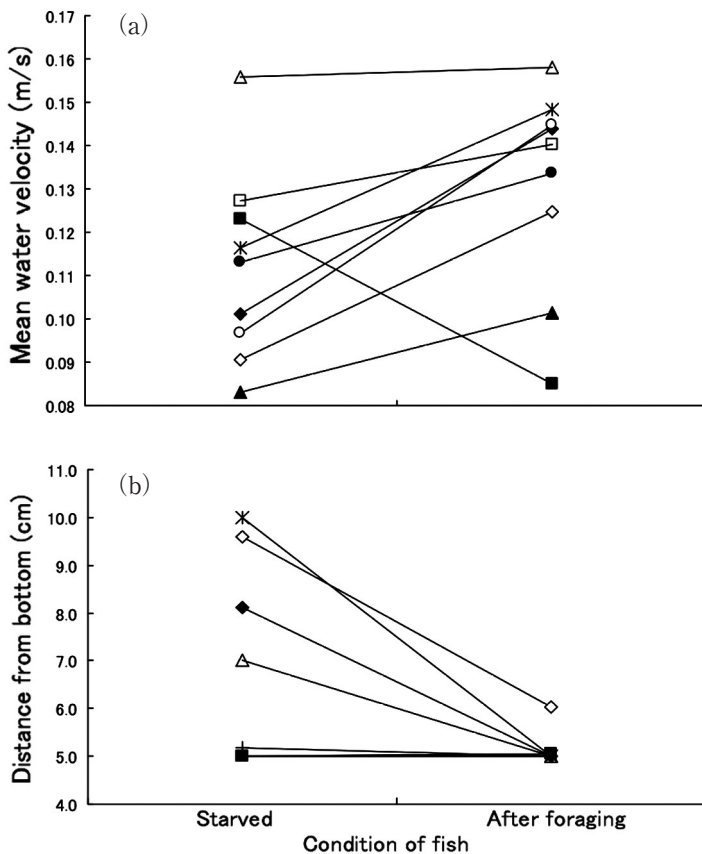 (a)
Mean water velocity (m/s)
0.17
0.16
0.15
0.14
0.13
0.12
0.11
0.10
0.09
0.08
(b)
Distance from bottom (cm)
11.0
10.0
9.0
8.0
7.0
6.0
5.0
4.0
Starved
After foraging
Condition of fish